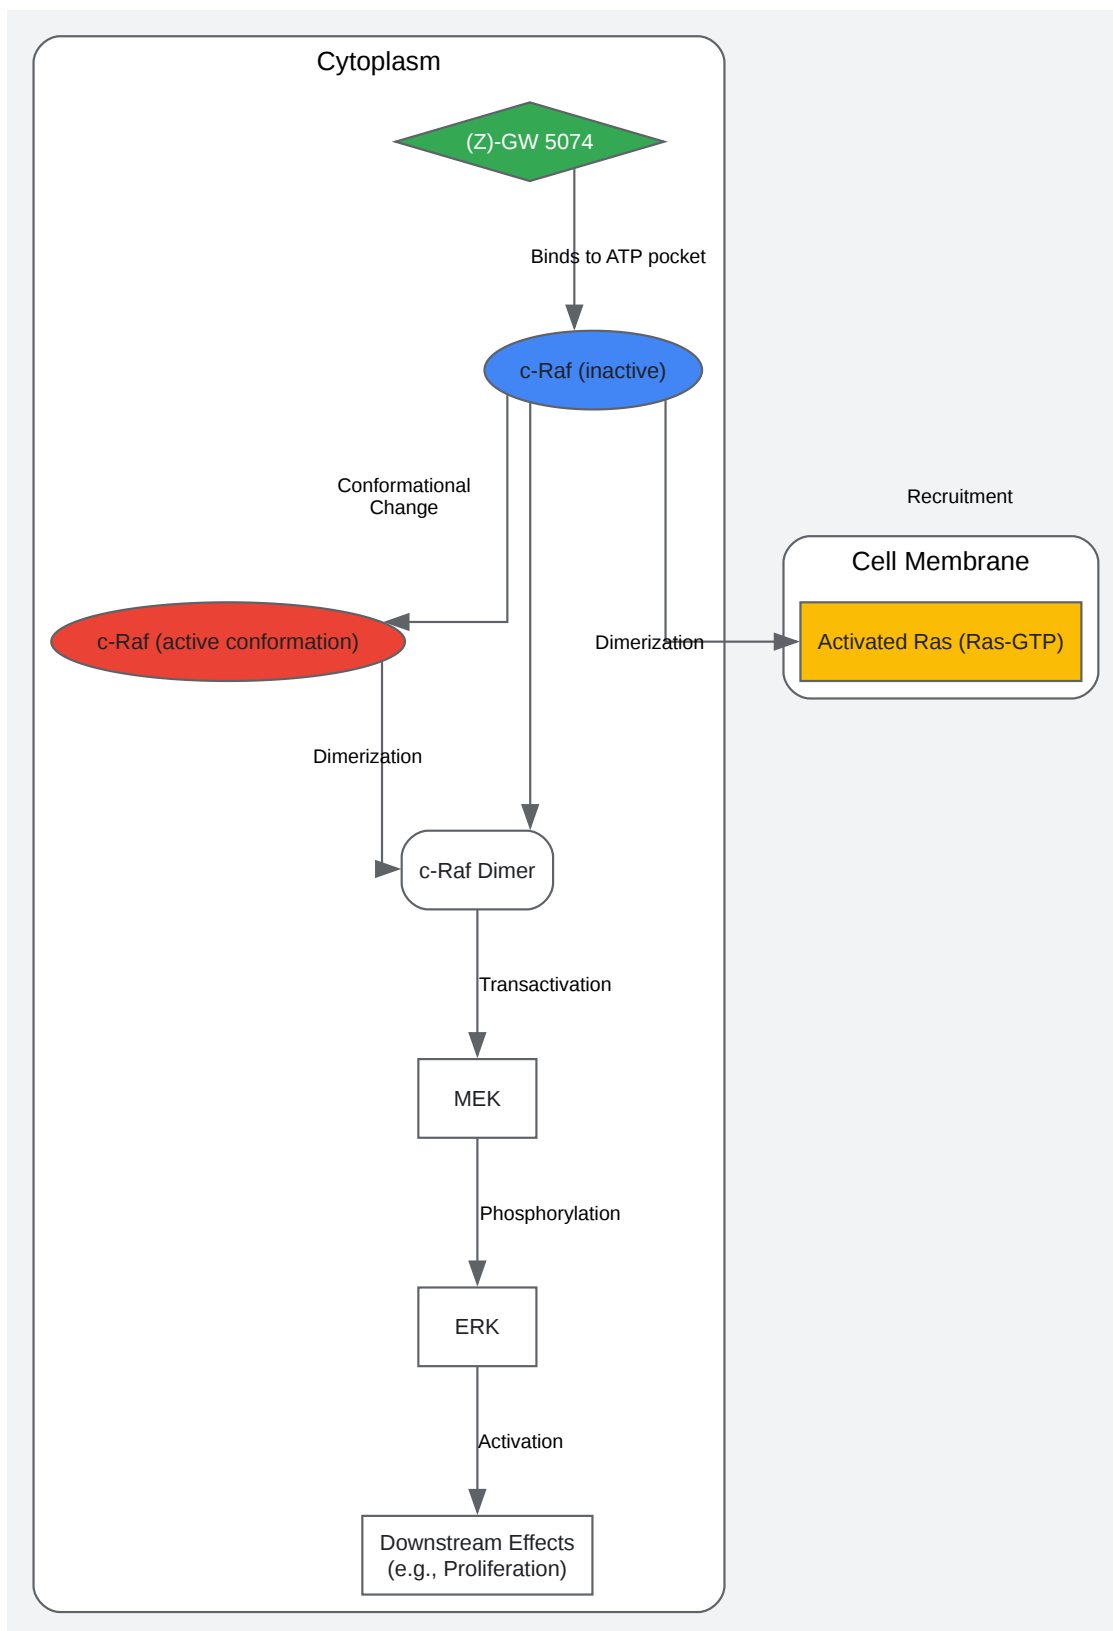 Cytoplasm
(Z)-GW 5074
Binds to ATP pocket
c-Raf (inactive)
Conformational
Change
Recruitment
Cell Membrane
c-Raf (active conformation)
Dimerization
Activated Ras (Ras-GTP)
Dimerization
c-Raf Dimer
Transactivation
MEK
Phosphorylation
ERK
Activation
Downstream Effects
(e.g., Proliferation)